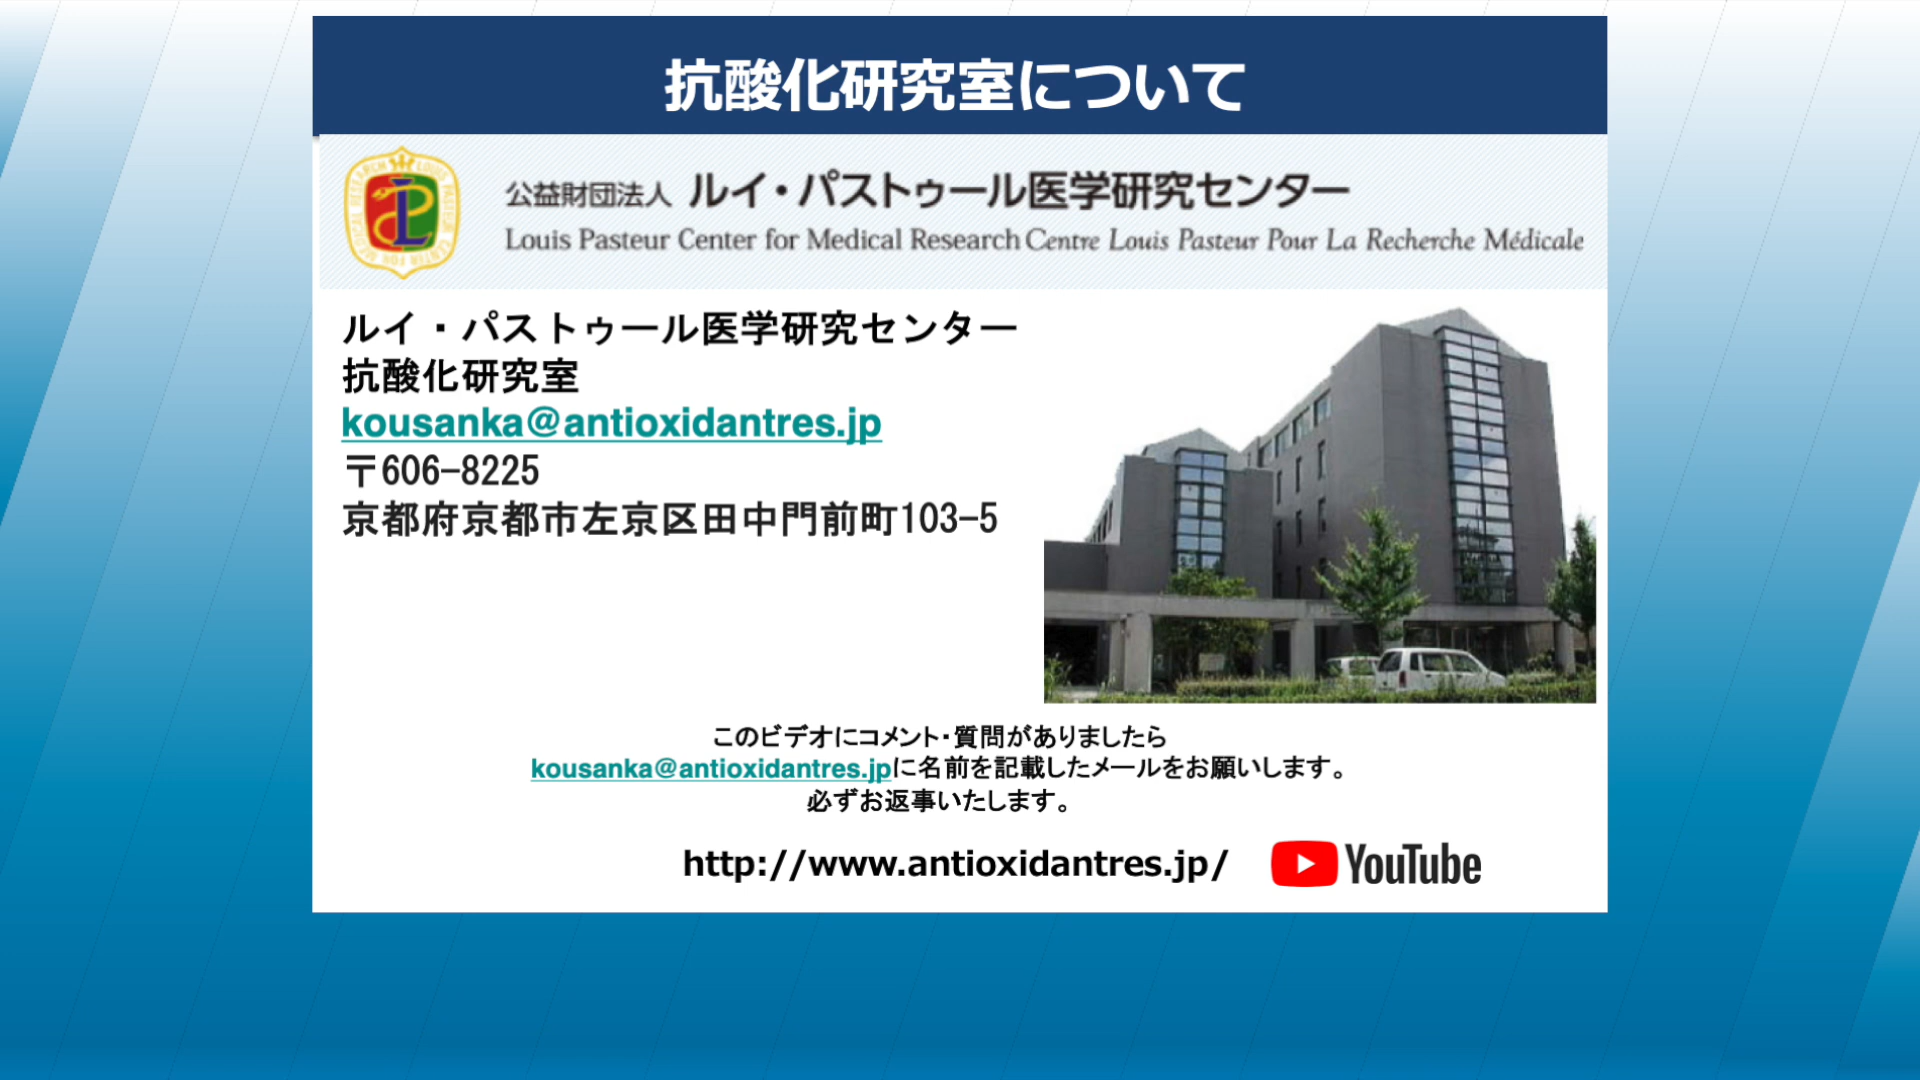 抗酸化研究室について
公益財団法人 ルイ・パストゥール医学研究センター
Louis Pasteur Center for Medical Research Centre Louis Pasteur Pour La Recherche Médicale
ルイ・パストゥール医学研究センター
抗酸化研究室
kousanka@antioxidantres.jp
〒606-8225
京都府京都市左京区田中門前町103-5
このビデオにコメント・質問がありましたら
kousanka@antioxidantres.jpに名前を記載したメールをお願いします。
必ずお返事いたします。
http://www.antioxidantres.jp/ YouTube